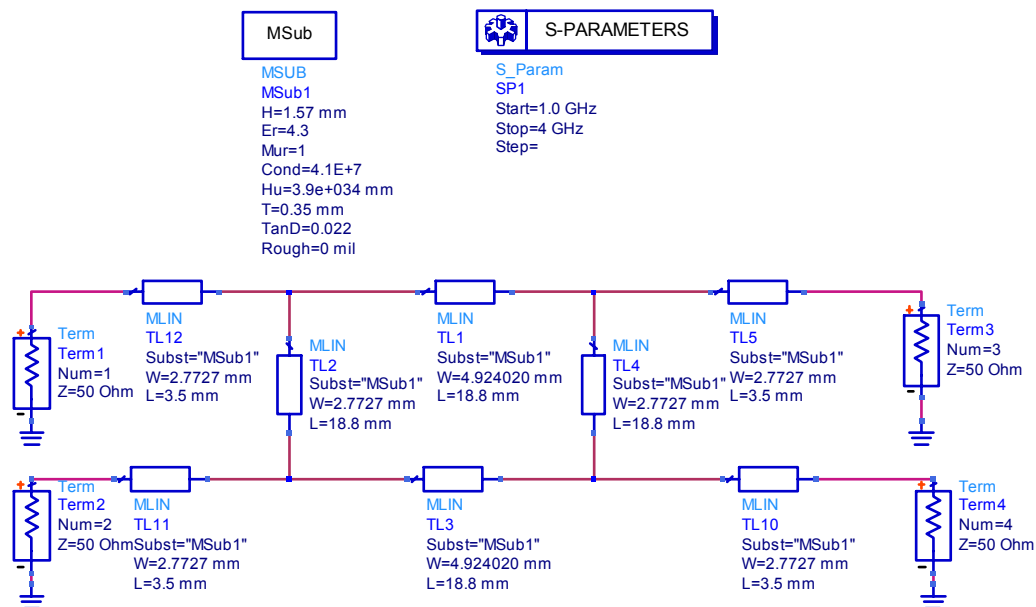 MSub
MSUB
MSub1
H=1.57 mm
Er=4.3
Mur=1
Cond=4.1E+7
Hu=3.9e+034 mm
T=0.35 mm
TanD=0.022
Rough=0 mil
S-PARAMETERS
S_Param
SP1
Start=1.0 GHz
Stop=4 GHz
Step=
Term
Term1
Num=1
Z=50 Ohm
MLIN
TL12
Subst="MSub1"
W=2.7727 mm
L=3.5 mm
MLIN
TL2
Subst="MSub1"
W=2.7727 mm
L=18.8 mm
MLIN
TL1
Subst="MSub1"
W=4.924020 mm
L=18.8 mm
MLIN
TL4
Subst="MSub1"
W=2.7727 mm
L=18.8 mm
MLIN
TL5
Subst="MSub1"
W=2.7727 mm
L=3.5 mm
Term
Term3
Num=3
Z=50 Ohm
Term
Term2
Num=2
Z=50 Ohm
MLIN
TL11
Subst="MSub1"
W=2.7727 mm
L=3.5 mm
MLIN
TL3
Subst="MSub1"
W=4.924020 mm
L=18.8 mm
MLIN
TL10
Subst="MSub1"
W=2.7727 mm
L=3.5 mm
Term
Term4
Num=4
Z=50 Ohm